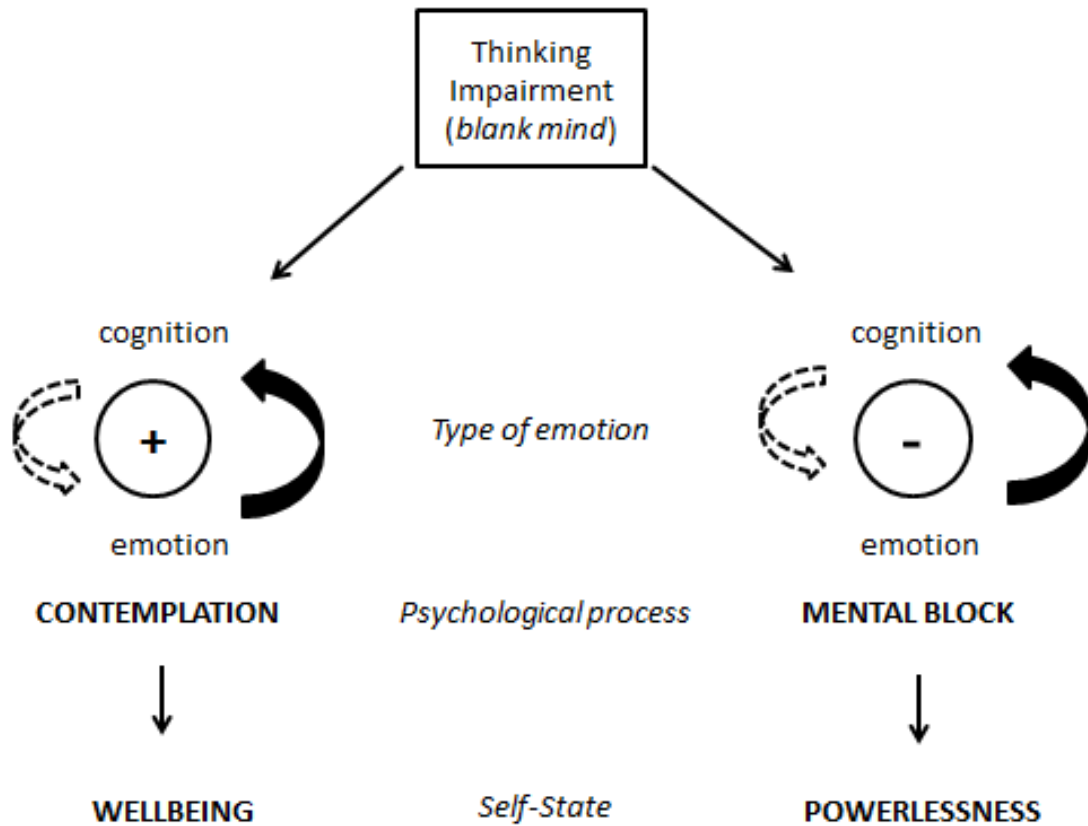 Thinking
Impairment
(blank mind)
cognition
cognition
+
Type of emotion
-
emotion
emotion
CONTEMPLATION
Psychological process
MENTAL BLOCK
WELLBEING
Self-State
POWERLESSNESS